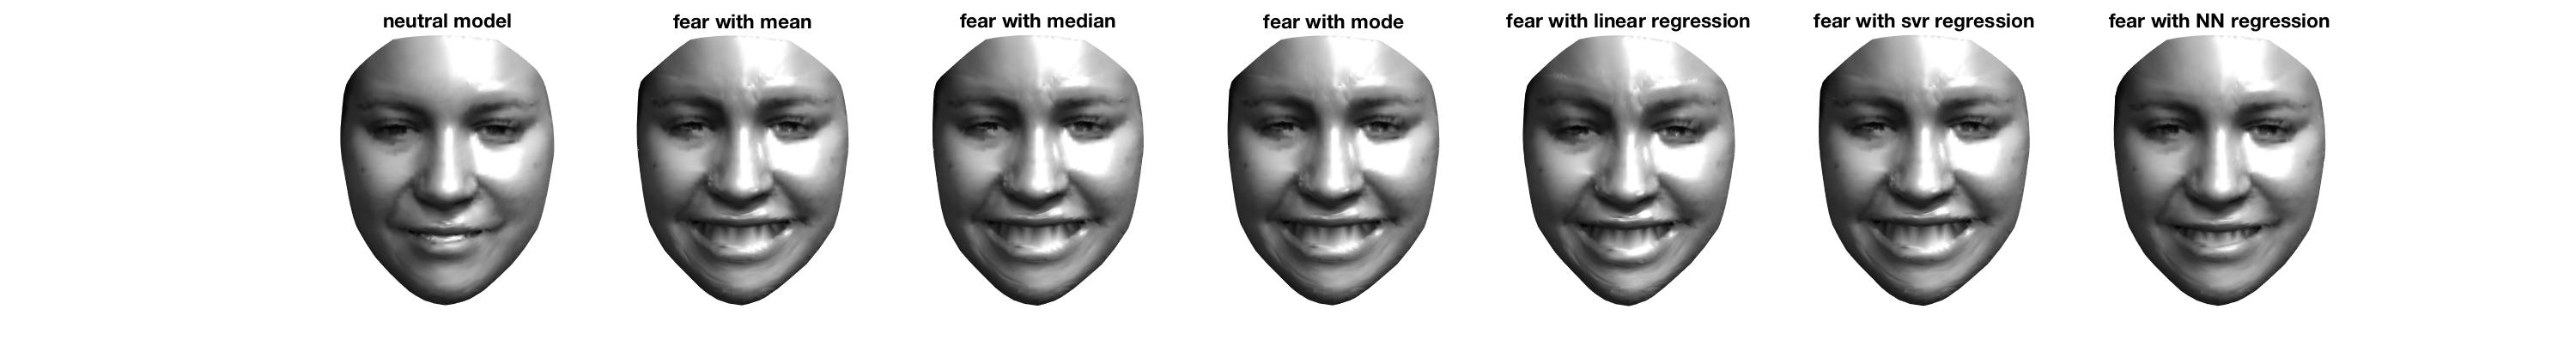 neutral model
fear with mean
fear with median
fear with mode
fear with linear regression
fear with svr regression
fear with NN regression